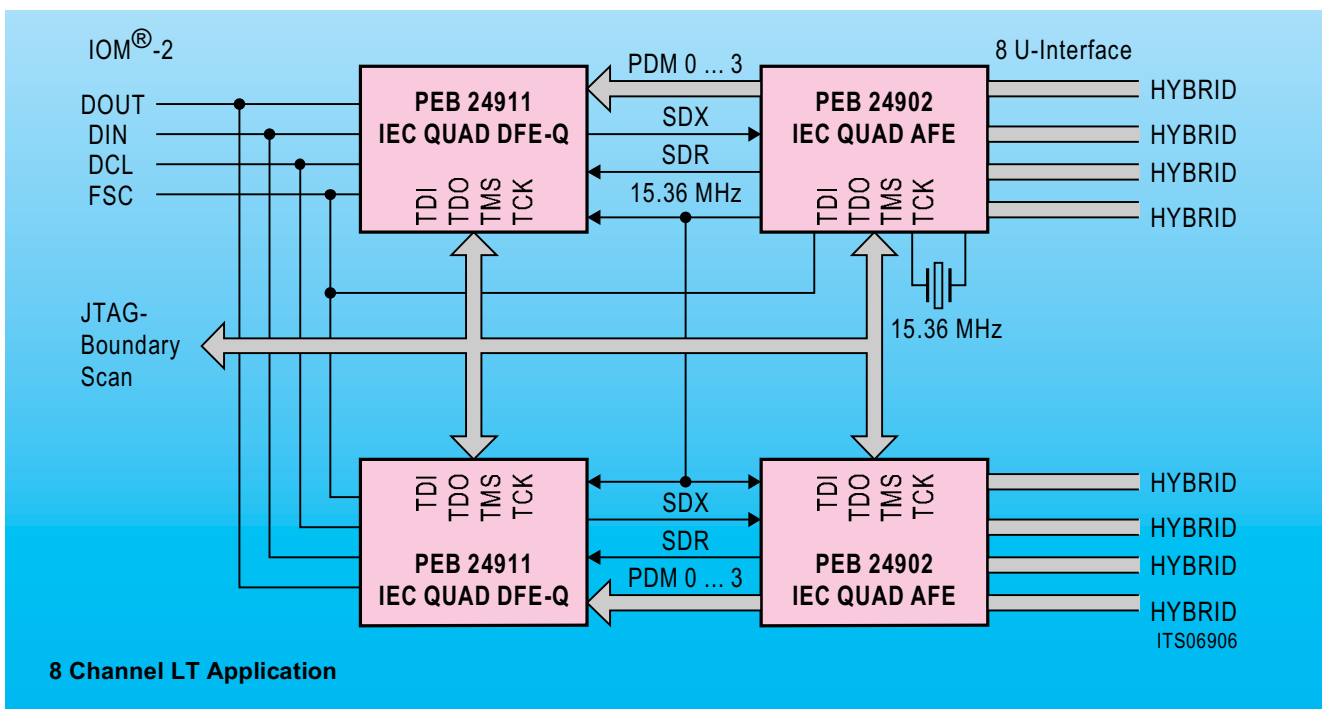 IOM®-2
8 U-Interface
DOUT
DIN
DCL
FSC
PEB 24911
IEC QUAD DFE-Q
TDI
TDO
TMS
TCK
PDM 0 ... 3
SDX
SDR
15.36 MHz
PEB 24902
IEC QUAD AFE
TDI
TDO
TMS
TCK
HYBRID
HYBRID
HYBRID
HYBRID
15.36 MHz
JTAG-
Boundary
Scan
TDI
TDO
TMS
TCK
PEB 24911
IEC QUAD DFE-Q
SDX
SDR
PDM 0 ... 3
TDI
TDO
TMS
TCK
PEB 24902
IEC QUAD AFE
HYBRID
HYBRID
HYBRID
HYBRID
ITS06906
8 Channel LT Application